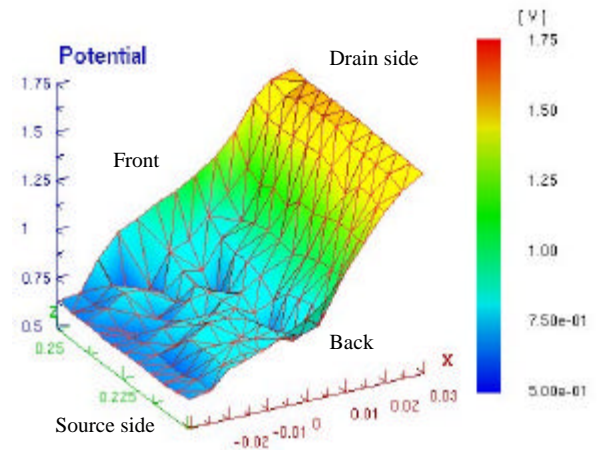 [V]
Potential
Drain side
1.75
1.75
1.5
1.50
Front
1.25
1.25
1
1.00
0.75
7.50e-01
0.5
z
Back
0.25
x
0.225
5.00e-01
Source side
-0.02 -0.01 0 0.01 0.02 0.03